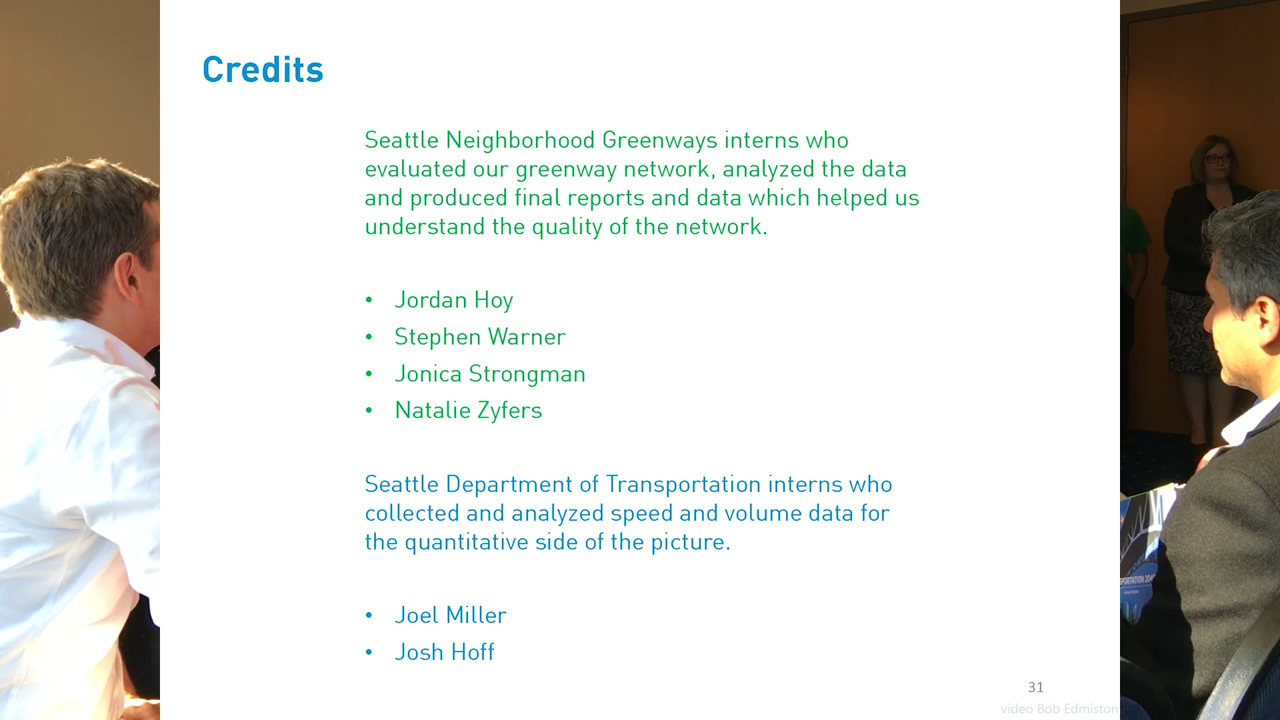 Credits
Seattle Neighborhood Greenways interns who
evaluated our greenway network, analyzed the data
and produced final reports and data which helped us
understand the quality of the network.
• Jordan Hoy
• Stephen Warner
• Jonica Strongman
• Natalie Zyfers
Seattle Department of Transportation interns who
collected and analyzed speed and volume data for
the quantitative side of the picture.
• Joel Miller
• Josh Hoff
31
video Bob Edmiston